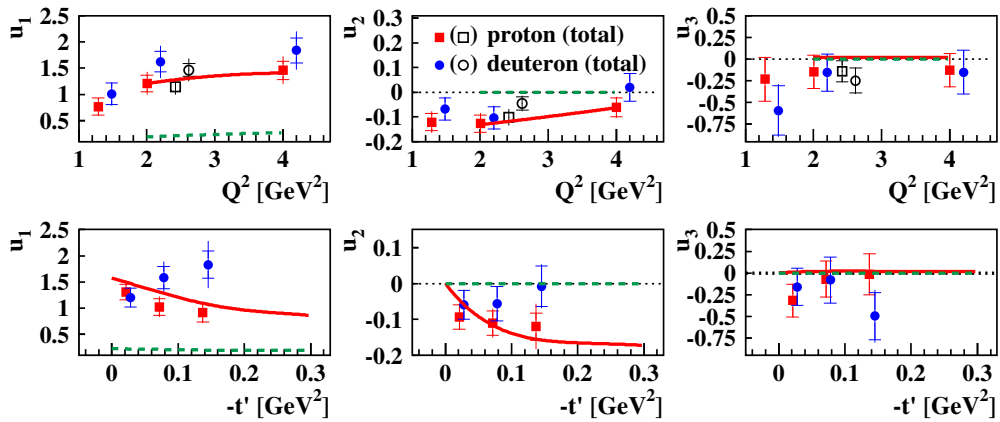 u₁
2.5
2
1.5
1
0.5
1 2 3 4
Q² [GeV²]
u₂
0.1
0
-0.1
-0.2
1 2 3 4
Q² [GeV²]
proton (total)
deuteron (total)
u₃
0.5
0.25
0
-0.25
-0.5
-0.75
1 2 3 4
Q² [GeV²]
u₁
2.5
2
1.5
1
0.5
0 0.1 0.2 0.3
-t' [GeV²]
u₂
0.1
0
-0.1
-0.2
0 0.1 0.2 0.3
-t' [GeV²]
u₃
0.5
0.25
0
-0.25
-0.5
-0.75
0 0.1 0.2 0.3
-t' [GeV²]